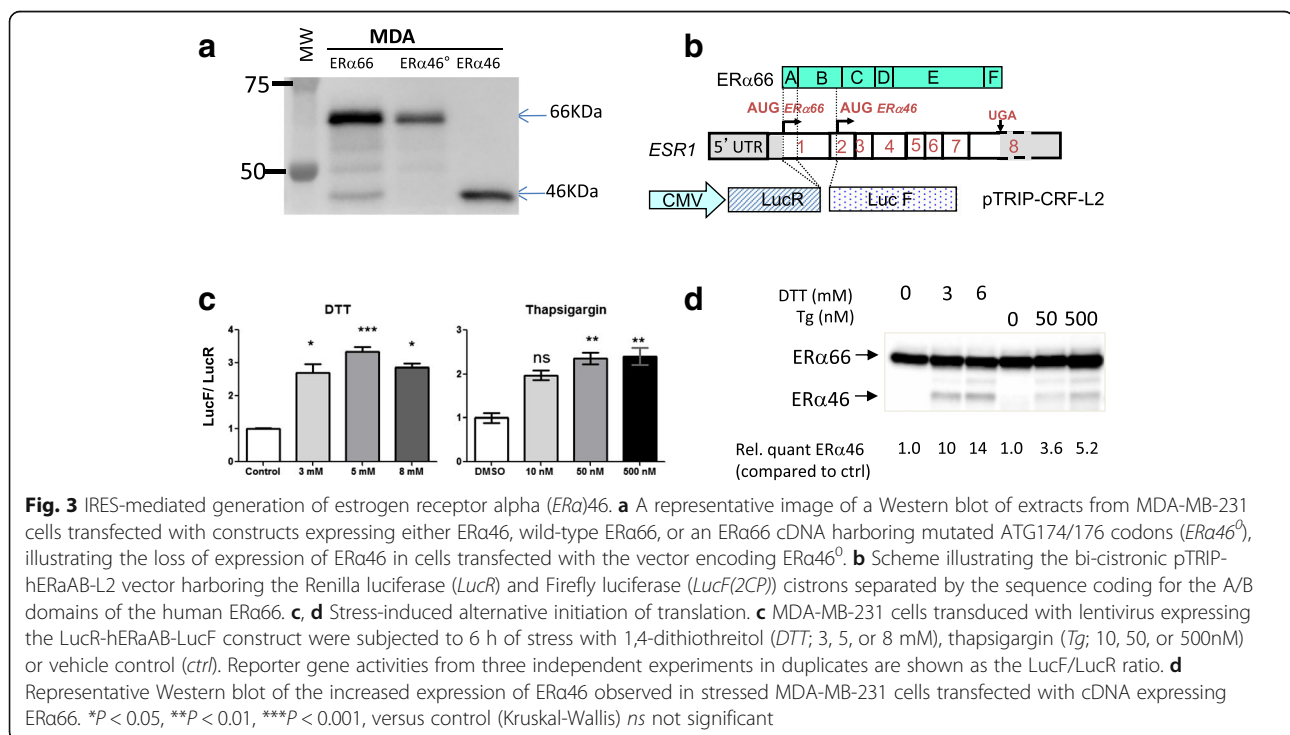 a
MW
MDA
ERα66 ERα46° ERα46
75
66KDa
50
46KDa
b
ERα66 A B C D E F
AUG ERα66 AUG ERα46 UGA
ESR1 5' UTR 1 2 3 4 5 6 7 8
CMV LucR Luc F pTRIP-CRF-L2
c
DTT
LucF/ LucR
4
3
2
1
0
* *** *
Control 3 mM 5 mM 8 mM
Thapsigargin
3
2
1
0
ns ** **
DMSO 10 nM 50 nM 500 nM
d
DTT (mM) 0 3 6
Tg (nM) 0 50 500
ERα66
ERα46
Rel. quant ERα46 1.0 10 14 1.0 3.6 5.2
(compared to ctrl)
Fig. 3 IRES-mediated generation of estrogen receptor alpha (ERα)46. a A representative image of a Western blot of extracts from MDA-MB-231
cells transfected with constructs expressing either ERα46, wild-type ERα66, or an ERα66 cDNA harboring mutated ATG174/176 codons (ERα46⁰),
illustrating the loss of expression of ERα46 in cells transfected with the vector encoding ERα46⁰. b Scheme illustrating the bi-cistronic pTRIP-
hERaAB-L2 vector harboring the Renilla luciferase (LucR) and Firefly luciferase (LucF(2CP)) cistrons separated by the sequence coding for the A/B
domains of the human ERα66. c, d Stress-induced alternative initiation of translation. c MDA-MB-231 cells transduced with lentivirus expressing
the LucR-hERaAB-LucF construct were subjected to 6 h of stress with 1,4-dithiothreitol (DTT; 3, 5, or 8 mM), thapsigargin (Tg; 10, 50, or 500nM)
or vehicle control (ctrl). Reporter gene activities from three independent experiments in duplicates are shown as the LucF/LucR ratio. d
Representative Western blot of the increased expression of ERα46 observed in stressed MDA-MB-231 cells transfected with cDNA expressing
ERα66. *P < 0.05, **P < 0.01, ***P < 0.001, versus control (Kruskal-Wallis) ns not significant